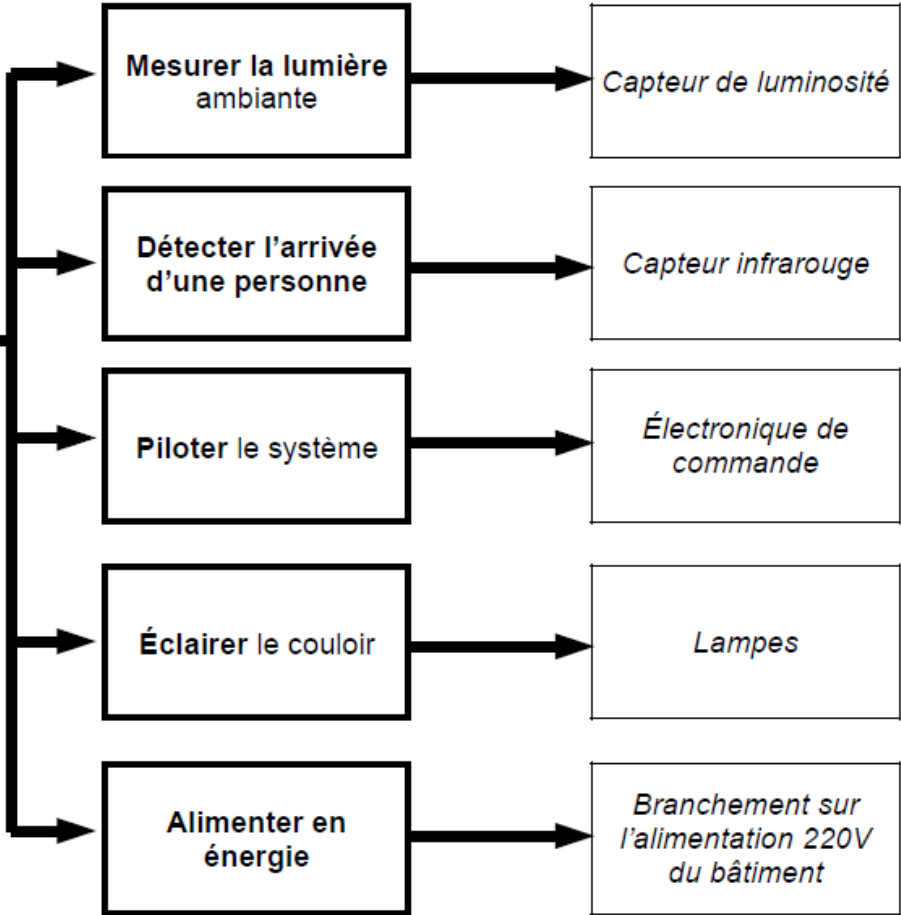 Mesurer la lumière
ambiante
Capteur de luminosité
Détecter l'arrivée
d'une personne
Capteur infrarouge
Piloter le système
Électronique de
commande
Éclairer le couloir
Lampes
Alimenter en
énergie
Branchement sur
l'alimentation 220V
du bâtiment